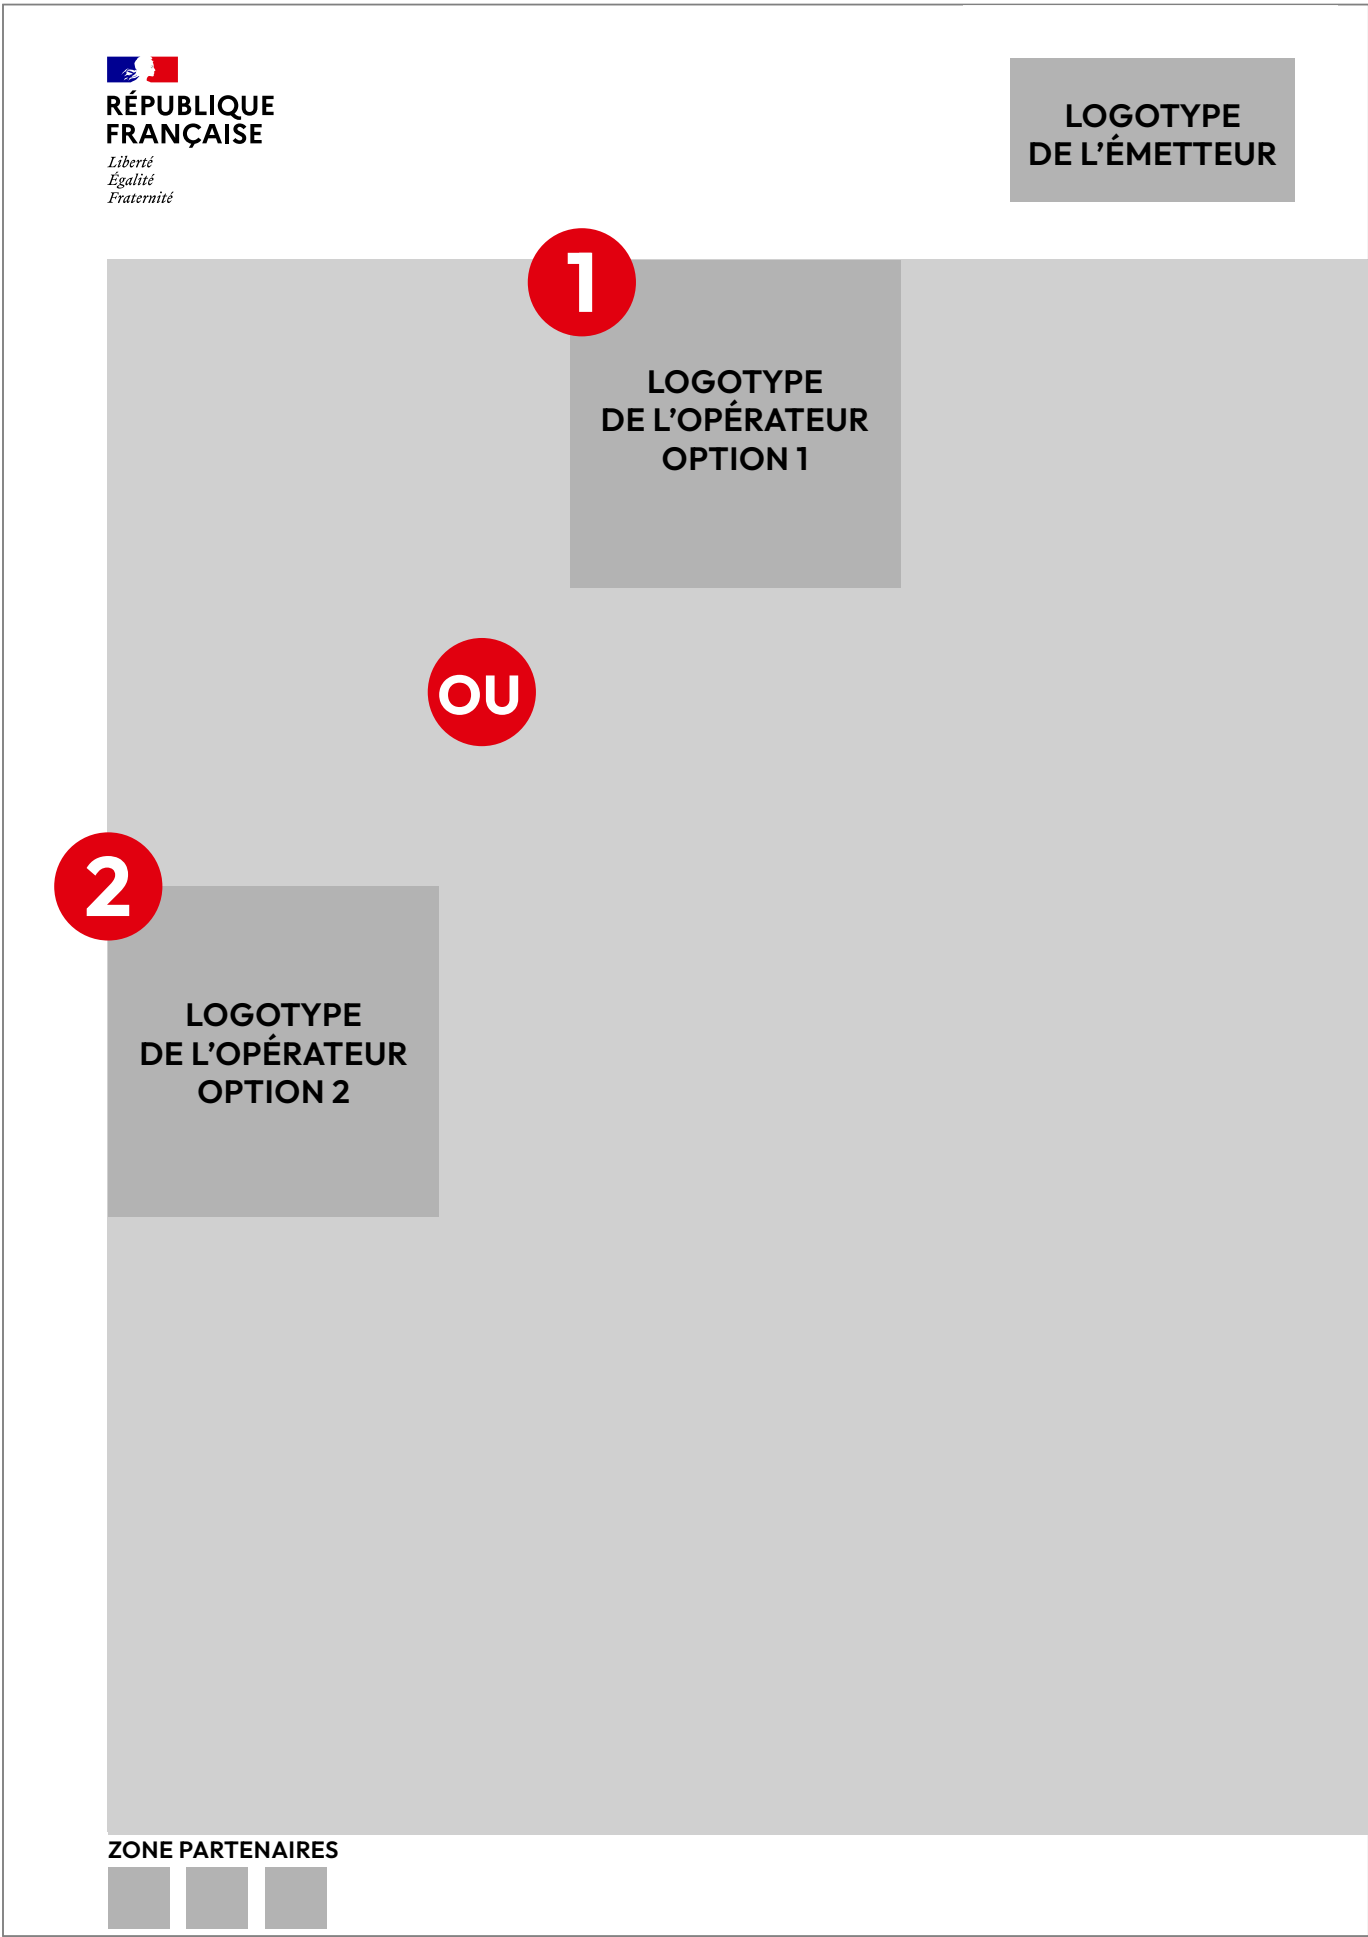 RÉPUBLIQUE
FRANÇAISE
Liberté
Égalité
Fraternité
LOGOTYPE
DE L’ÉMETTEUR
1
LOGOTYPE
DE L’OPÉRATEUR
OPTION 1
OU
2
LOGOTYPE
DE L’OPÉRATEUR
OPTION 2
ZONE PARTENAIRES